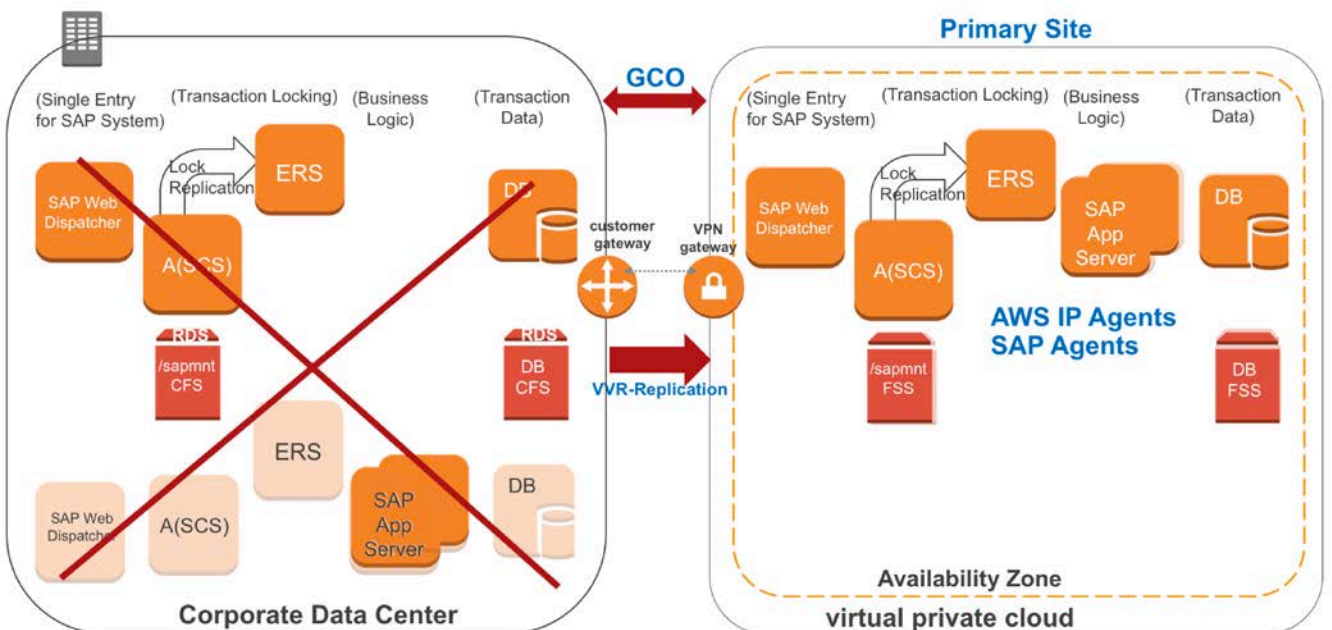 Primary Site
GCO
(Single Entry
for SAP System)
(Transaction Locking)
(Business
Logic)
(Transaction
Data)
Lock
Replication
ERS
SAP Web
Dispatcher
A(SCS)
DB
RDS
/sapmnt
CFS
RDS
DB
CFS
ERS
SAP Web
Dispatcher
A(SCS)
SAP
App
Server
DB
Corporate Data Center
customer
gateway
VPN
gateway
VVR-Replication
(Single Entry
for SAP System)
(Transaction Locking)
(Business
Logic)
(Transaction
Data)
Lock
Replication
ERS
SAP Web
Dispatcher
A(SCS)
SAP
App
Server
DB
AWS IP Agents
SAP Agents
/sapmnt
FSS
DB
FSS
Availability Zone
virtual private cloud